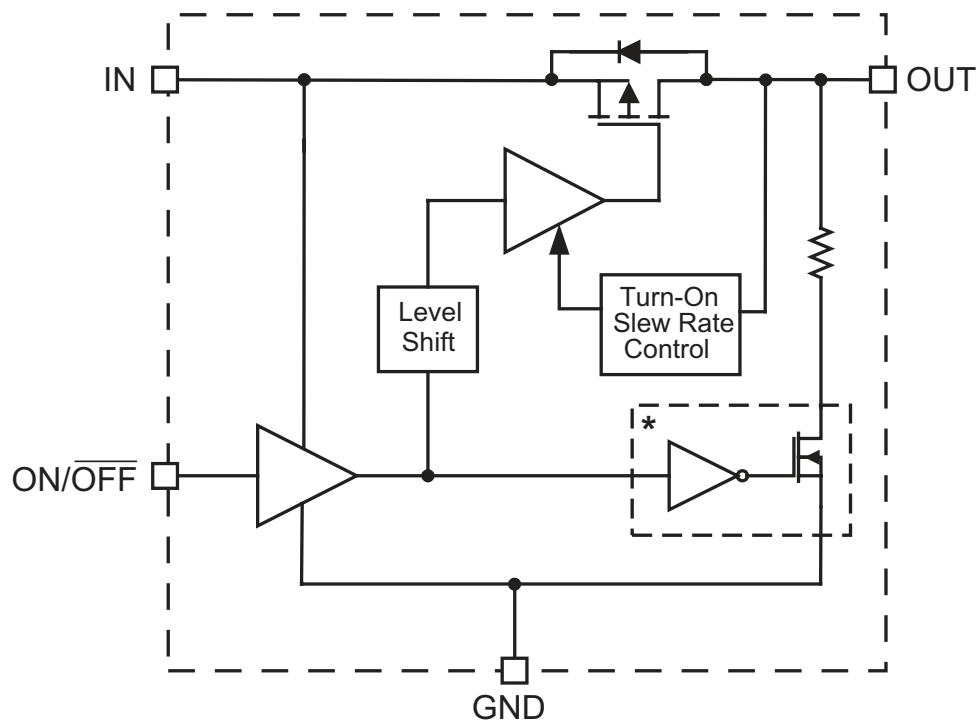 IN
OUT
Level
Shift
Turn-On
Slew Rate
Control
*
ON/OFF
GND